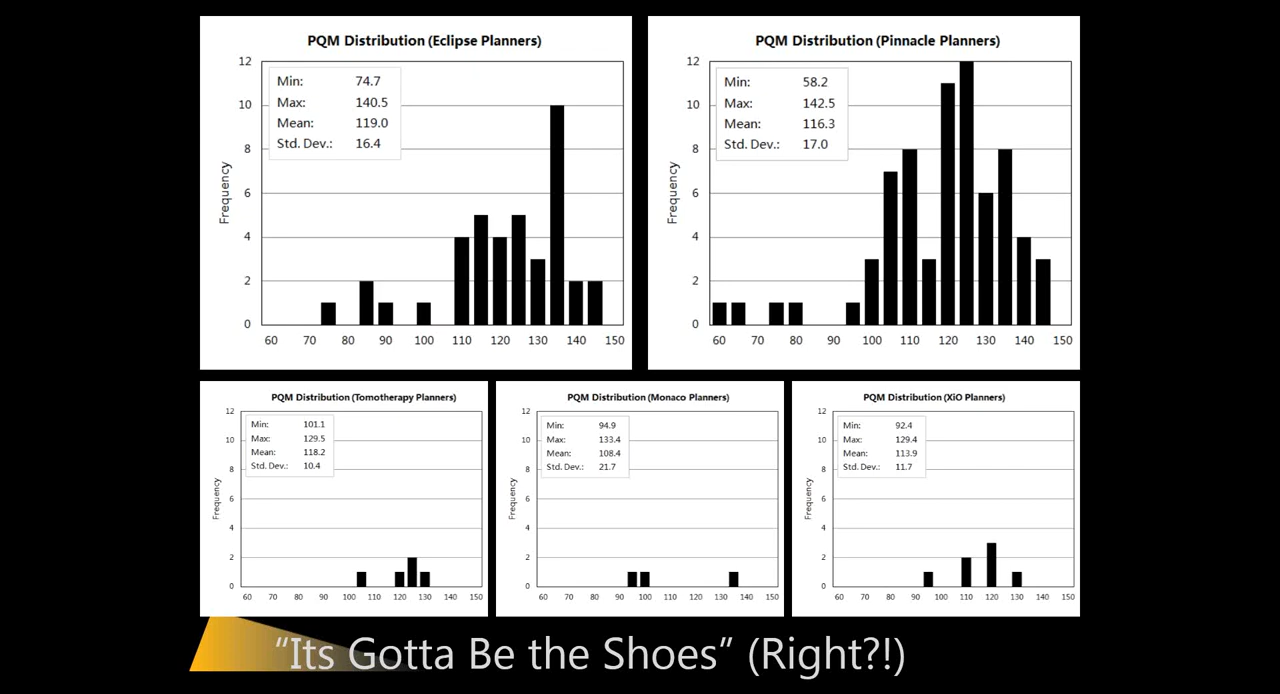 PQM Distribution (Eclipse Planners)
12
10
8
6
4
2
0
Frequency
Min: 74.7
Max: 140.5
Mean: 119.0
Std. Dev.: 16.4
60 70 80 90 100 110 120 130 140 150
PQM Distribution (Pinnacle Planners)
12
10
8
6
4
2
0
Frequency
Min: 58.2
Max: 142.5
Mean: 116.3
Std. Dev.: 17.0
60 70 80 90 100 110 120 130 140 150
PQM Distribution (Tomotherapy Planners)
12
10
8
6
4
2
0
Frequency
Min: 101.1
Max: 129.5
Mean: 118.2
Std. Dev.: 10.4
60 70 80 90 100 110 120 130 140 150
PQM Distribution (Monaco Planners)
12
10
8
6
4
2
0
Frequency
Min: 94.9
Max: 133.4
Mean: 108.4
Std. Dev.: 21.7
60 70 80 90 100 110 120 130 140 150
PQM Distribution (XiO Planners)
12
10
8
6
4
2
0
Frequency
Min: 92.4
Max: 129.4
Mean: 113.9
Std. Dev.: 11.7
60 70 80 90 100 110 120 130 140 150
“Its Gotta Be the Shoes” (Right?!)